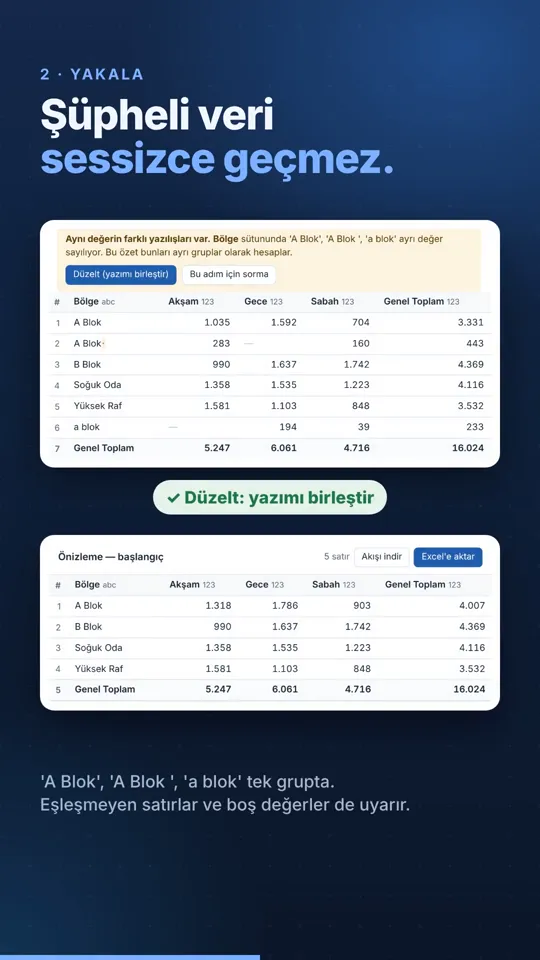 2 · YAKALA
Şüpheli veri
sessizce geçmez.
Aynı değerin farklı yazılışları var. Bölge sütununda 'A Blok', 'A Blok ', 'a blok' ayrı değer
sayılıyor. Bu özet bunları ayrı gruplar olarak hesaplar.
Düzelt (yazımı birleştir) Bu adım için sorma
# Bölge abc Akşam 123 Gece 123 Sabah 123 Genel Toplam 123
1 A Blok 1.035 1.592 704 3.331
2 A Blok· 283 — 160 443
3 B Blok 990 1.637 1.742 4.369
4 Soğuk Oda 1.358 1.535 1.223 4.116
5 Yüksek Raf 1.581 1.103 848 3.532
6 a blok — 194 39 233
7 Genel Toplam 5.247 6.061 4.716 16.024
✓ Düzelt: yazımı birleştir
Önizleme — başlangıç 5 satır Akışı indir Excel'e aktar
# Bölge abc Akşam 123 Gece 123 Sabah 123 Genel Toplam 123
1 A Blok 1.318 1.786 903 4.007
2 B Blok 990 1.637 1.742 4.369
3 Soğuk Oda 1.358 1.535 1.223 4.116
4 Yüksek Raf 1.581 1.103 848 3.532
5 Genel Toplam 5.247 6.061 4.716 16.024
'A Blok', 'A Blok ', 'a blok' tek grupta.
Eşleşmeyen satırlar ve boş değerler de uyarır.